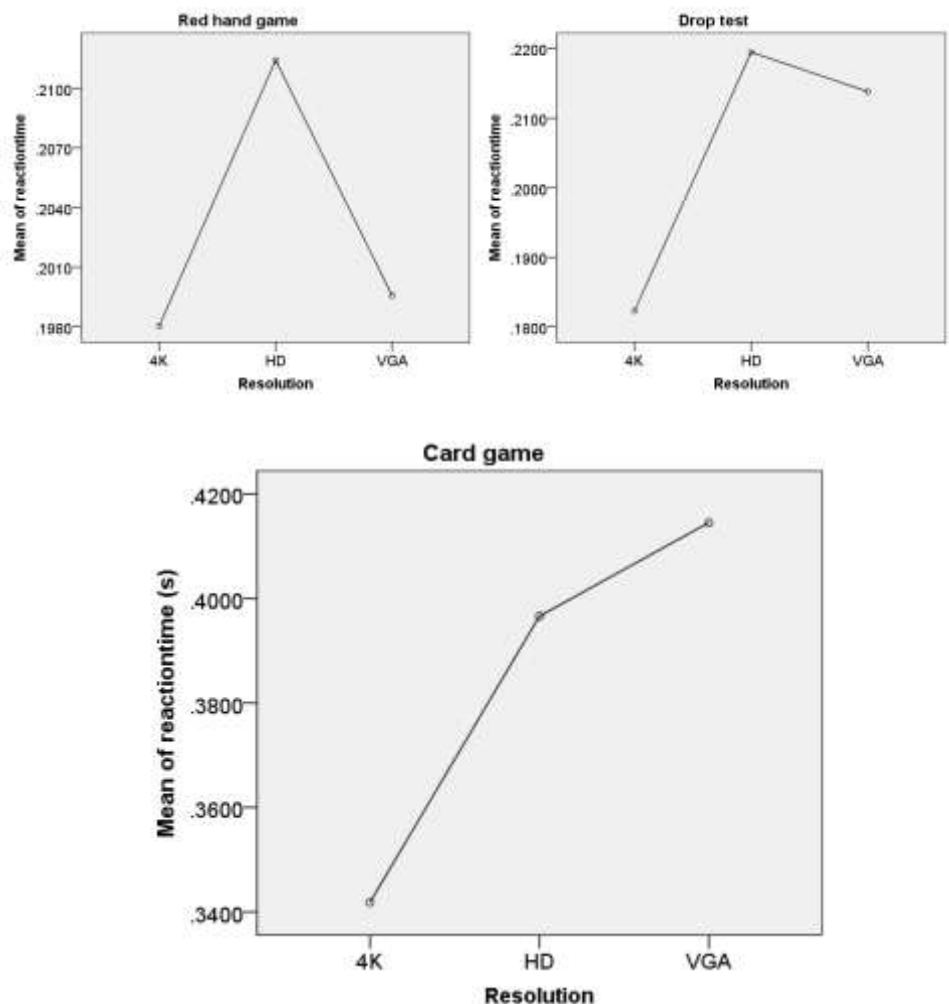 Red hand game
Mean of reactiontime
.2100
.2070
.2040
.2010
.1980
4K
HD
VGA
Resolution
Drop test
Mean of reactiontime
.2200
.2100
.2000
.1900
.1800
4K
HD
VGA
Resolution
Card game
Mean of reactiontime (s)
.4200
.4000
.3800
.3600
.3400
4K
HD
VGA
Resolution